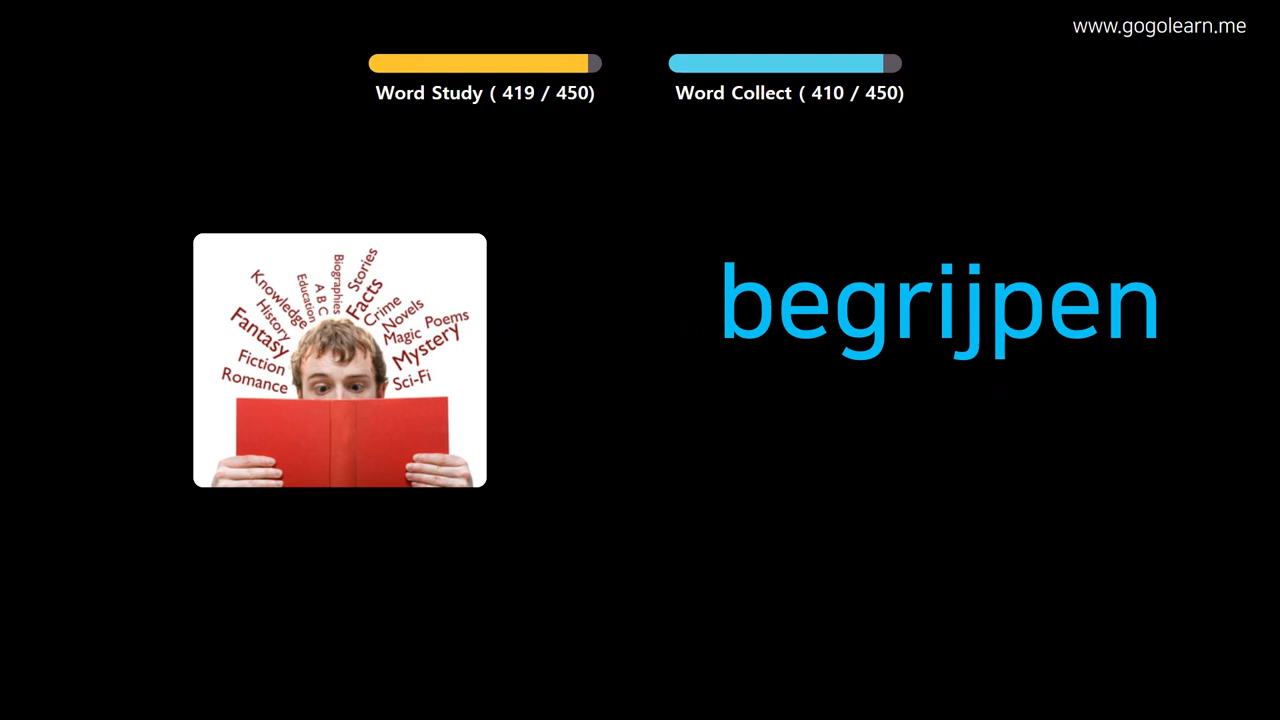 www.gogolearn.me
Word Study ( 419 / 450)
Word Collect ( 410 / 450)
begrijpen
Knowledge
History
Fantasy
Fiction
Romance
Education
A B C
Biographies
Stories
Facts
Crime
Novels
Magic
Poems
Mystery
Sci-Fi